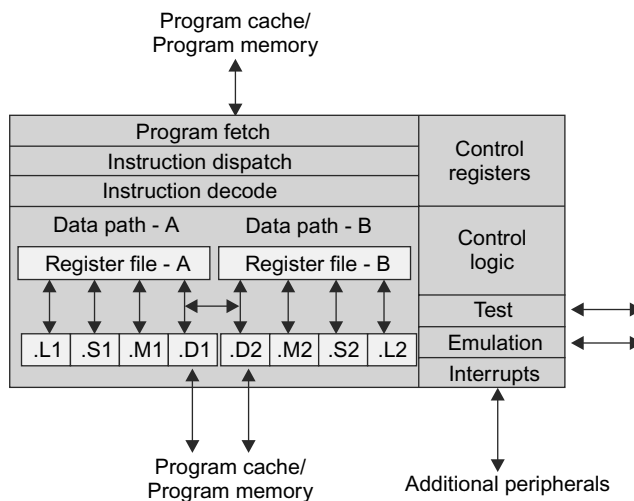 Program cache/
Program memory
Program fetch
Instruction dispatch
Instruction decode
Control
registers
Data path - A
Data path - B
Register file - A
Register file - B
Control
logic
Test
Emulation
Interrupts
.L1 .S1 .M1 .D1 .D2 .M2 .S2 .L2
Program cache/
Program memory
Additional peripherals